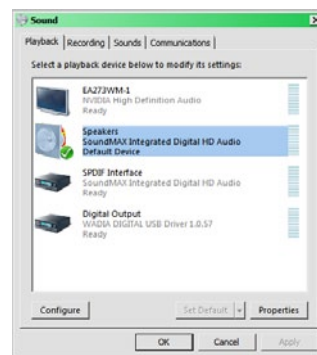 Sound
Playback Recording Sounds Communications
Select a playback device below to modify its settings:
EA273WM-1
NVIDIA High Definition Audio
Ready
Speakers
SoundMAX Integrated Digital HD Audio
Default Device
SPDIF Interface
SoundMAX Integrated Digital HD Audio
Ready
Digital Output
WADIA DIGITAL USB Driver 1.0.57
Ready
Configure Set Default Properties
OK Cancel Apply